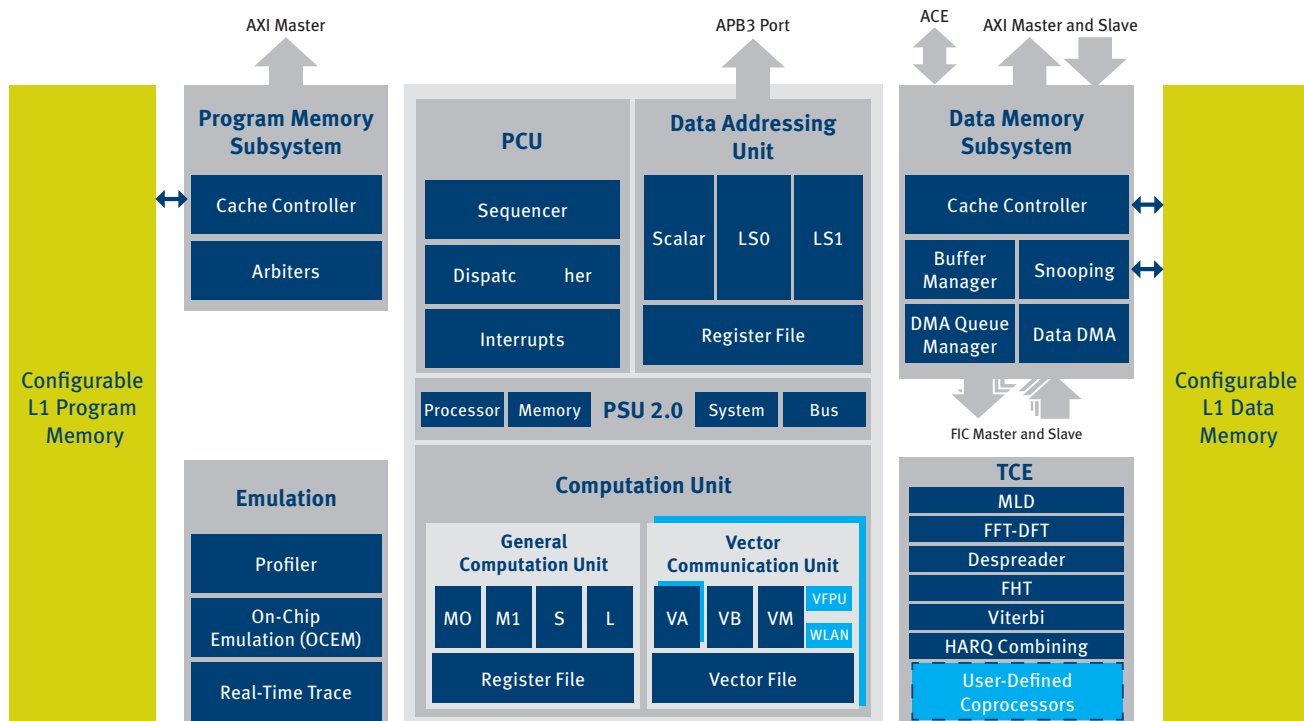 AXI Master
APB3 Port
ACE
AXI Master and Slave
Configurable
L1 Program
Memory
Program Memory
Subsystem
Cache Controller
Arbiters
Emulation
Profiler
On-Chip
Emulation (OCEM)
Real-Time Trace
PCU
Sequencer
Dispatc her
Interrupts
Data Addressing
Unit
Scalar
LS0
LS1
Register File
Processor
Memory
PSU 2.0
System
Bus
Computation Unit
General
Computation Unit
M0
M1
S
L
Register File
Vector
Communication Unit
VA
VB
VM
VFPU
WLAN
Vector File
Data Memory
Subsystem
Cache Controller
Buffer
Manager
Snooping
DMA Queue
Manager
Data DMA
FIC Master and Slave
TCE
MLD
FFT-DFT
Despreader
FHT
Viterbi
HARQ Combining
User-Defined
Coprocessors
Configurable
L1 Data
Memory